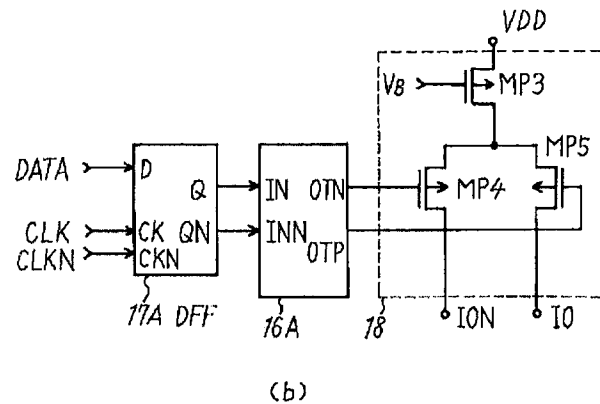 VDD
VB
MP3
MP5
DATA
D
Q
IN
OTN
MP4
CLK
CK
QN
INN
CLKN
CKN
OTP
17A DFF
16A
18
ION
IO
(b)